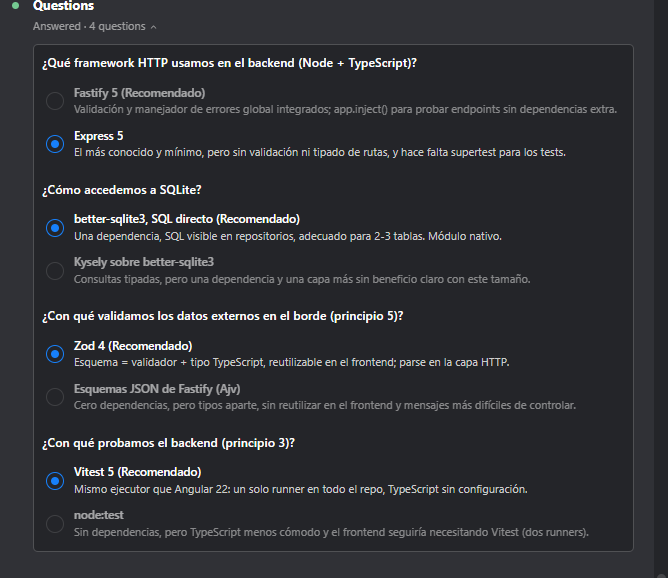 Questions
Answered · 4 questions
¿Qué framework HTTP usamos en el backend (Node + TypeScript)?
Fastify 5 (Recomendado)
Validación y manejador de errores global integrados; app.inject() para probar endpoints sin dependencias extra.
Express 5
El más conocido y mínimo, pero sin validación ni tipado de rutas, y hace falta supertest para los tests.
¿Cómo accedemos a SQLite?
better-sqlite3, SQL directo (Recomendado)
Una dependencia, SQL visible en repositorios, adecuado para 2-3 tablas. Módulo nativo.
Kysely sobre better-sqlite3
Consultas tipadas, pero una dependencia y una capa más sin beneficio claro con este tamaño.
¿Con qué validamos los datos externos en el borde (principio 5)?
Zod 4 (Recomendado)
Esquema = validador + tipo TypeScript, reutilizable en el frontend; parse en la capa HTTP.
Esquemas JSON de Fastify (Ajv)
Cero dependencias, pero tipos aparte, sin reutilizar en el frontend y mensajes más difíciles de controlar.
¿Con qué probamos el backend (principio 3)?
Vitest 5 (Recomendado)
Mismo ejecutor que Angular 22: un solo runner en todo el repo, TypeScript sin configuración.
node:test
Sin dependencias, pero TypeScript menos cómodo y el frontend seguiría necesitando Vitest (dos runners).